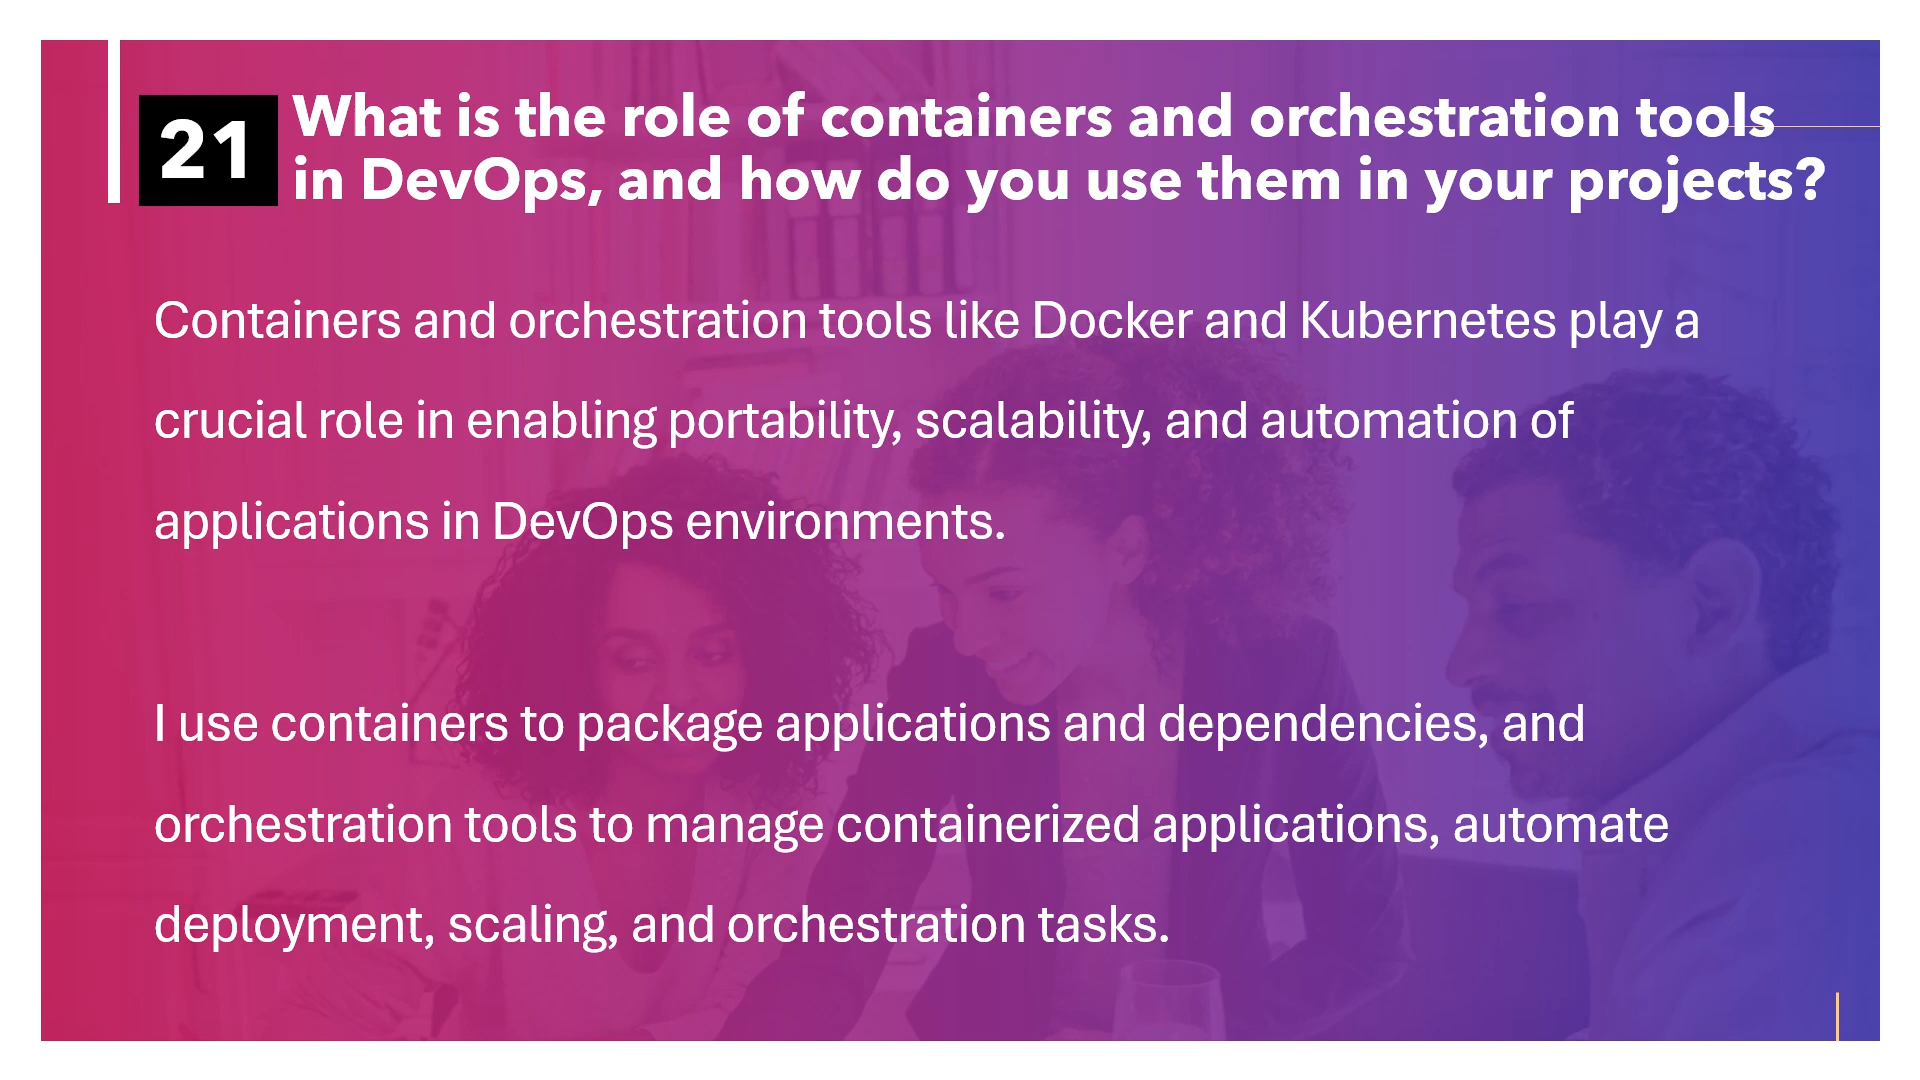 21
What is the role of containers and orchestration tools
in DevOps, and how do you use them in your projects?
Containers and orchestration tools like Docker and Kubernetes play a
crucial role in enabling portability, scalability, and automation of
applications in DevOps environments.
I use containers to package applications and dependencies, and
orchestration tools to manage containerized applications, automate
deployment, scaling, and orchestration tasks.